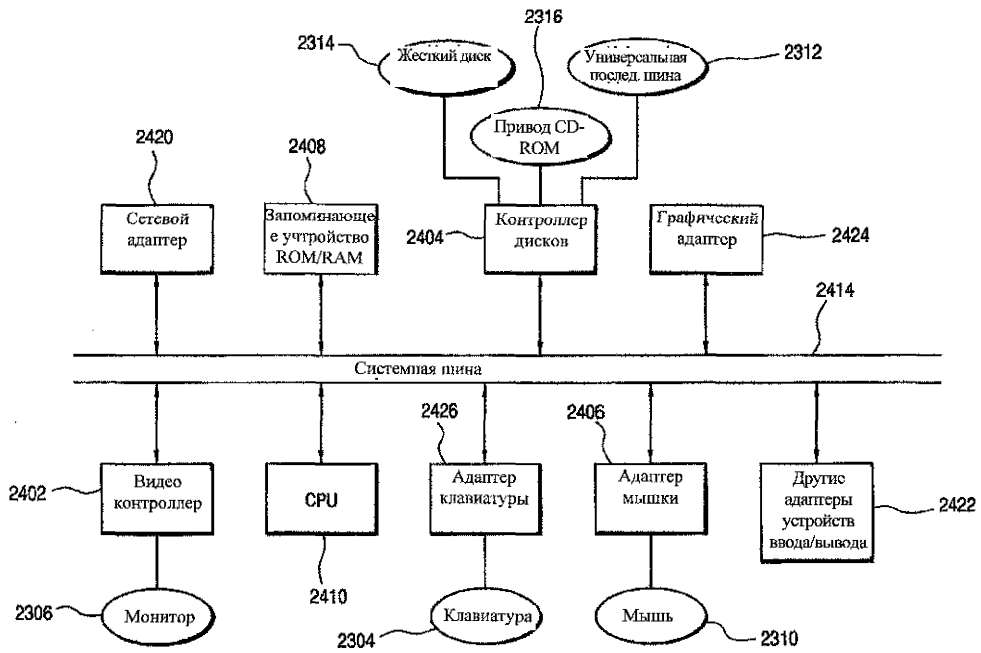 2316
2314
Жесткий диск
Универсальная
послед. шина
2312
Привод CD-
ROM
2420
2408
Сетевой
адаптер
Запоминающе
е учтройство
ROM/RAM
2404
Контроллер
дисков
Графический
адаптер
2424
2414
Системная шина
2426
2406
2402
Видео
контроллер
CPU
Адаптер
клавиатуры
Адаптер
мышки
Другие
адаптеры
устройств
ввода/вывода
2422
2410
2306
Монитор
2304
Клавиатура
Мышь
2310